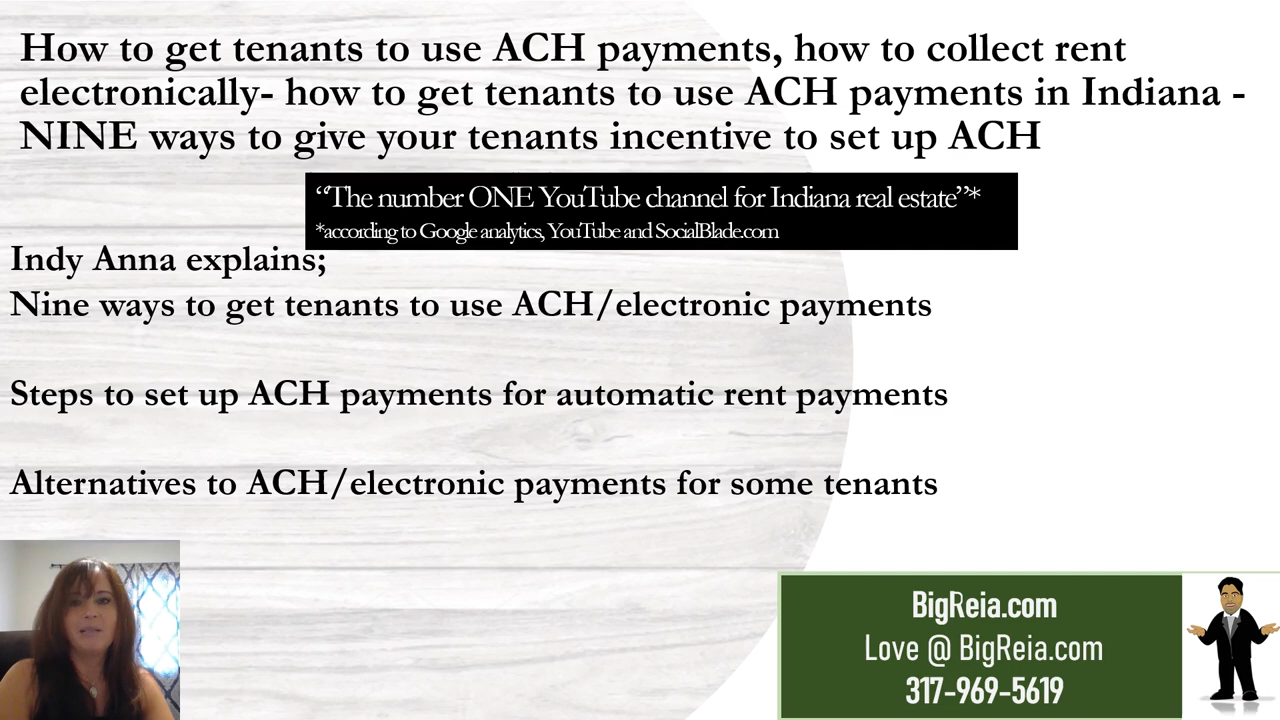 How to get tenants to use ACH payments, how to collect rent
electronically- how to get tenants to use ACH payments in Indiana -
NINE ways to give your tenants incentive to set up ACH
“The number ONE YouTube channel for Indiana real estate”*
*according to Google analytics, YouTube and SocialBlade.com
Indy Anna explains;
Nine ways to get tenants to use ACH/electronic payments
Steps to set up ACH payments for automatic rent payments
Alternatives to ACH/electronic payments for some tenants
BigReia.com
Love @ BigReia.com
317-969-5619